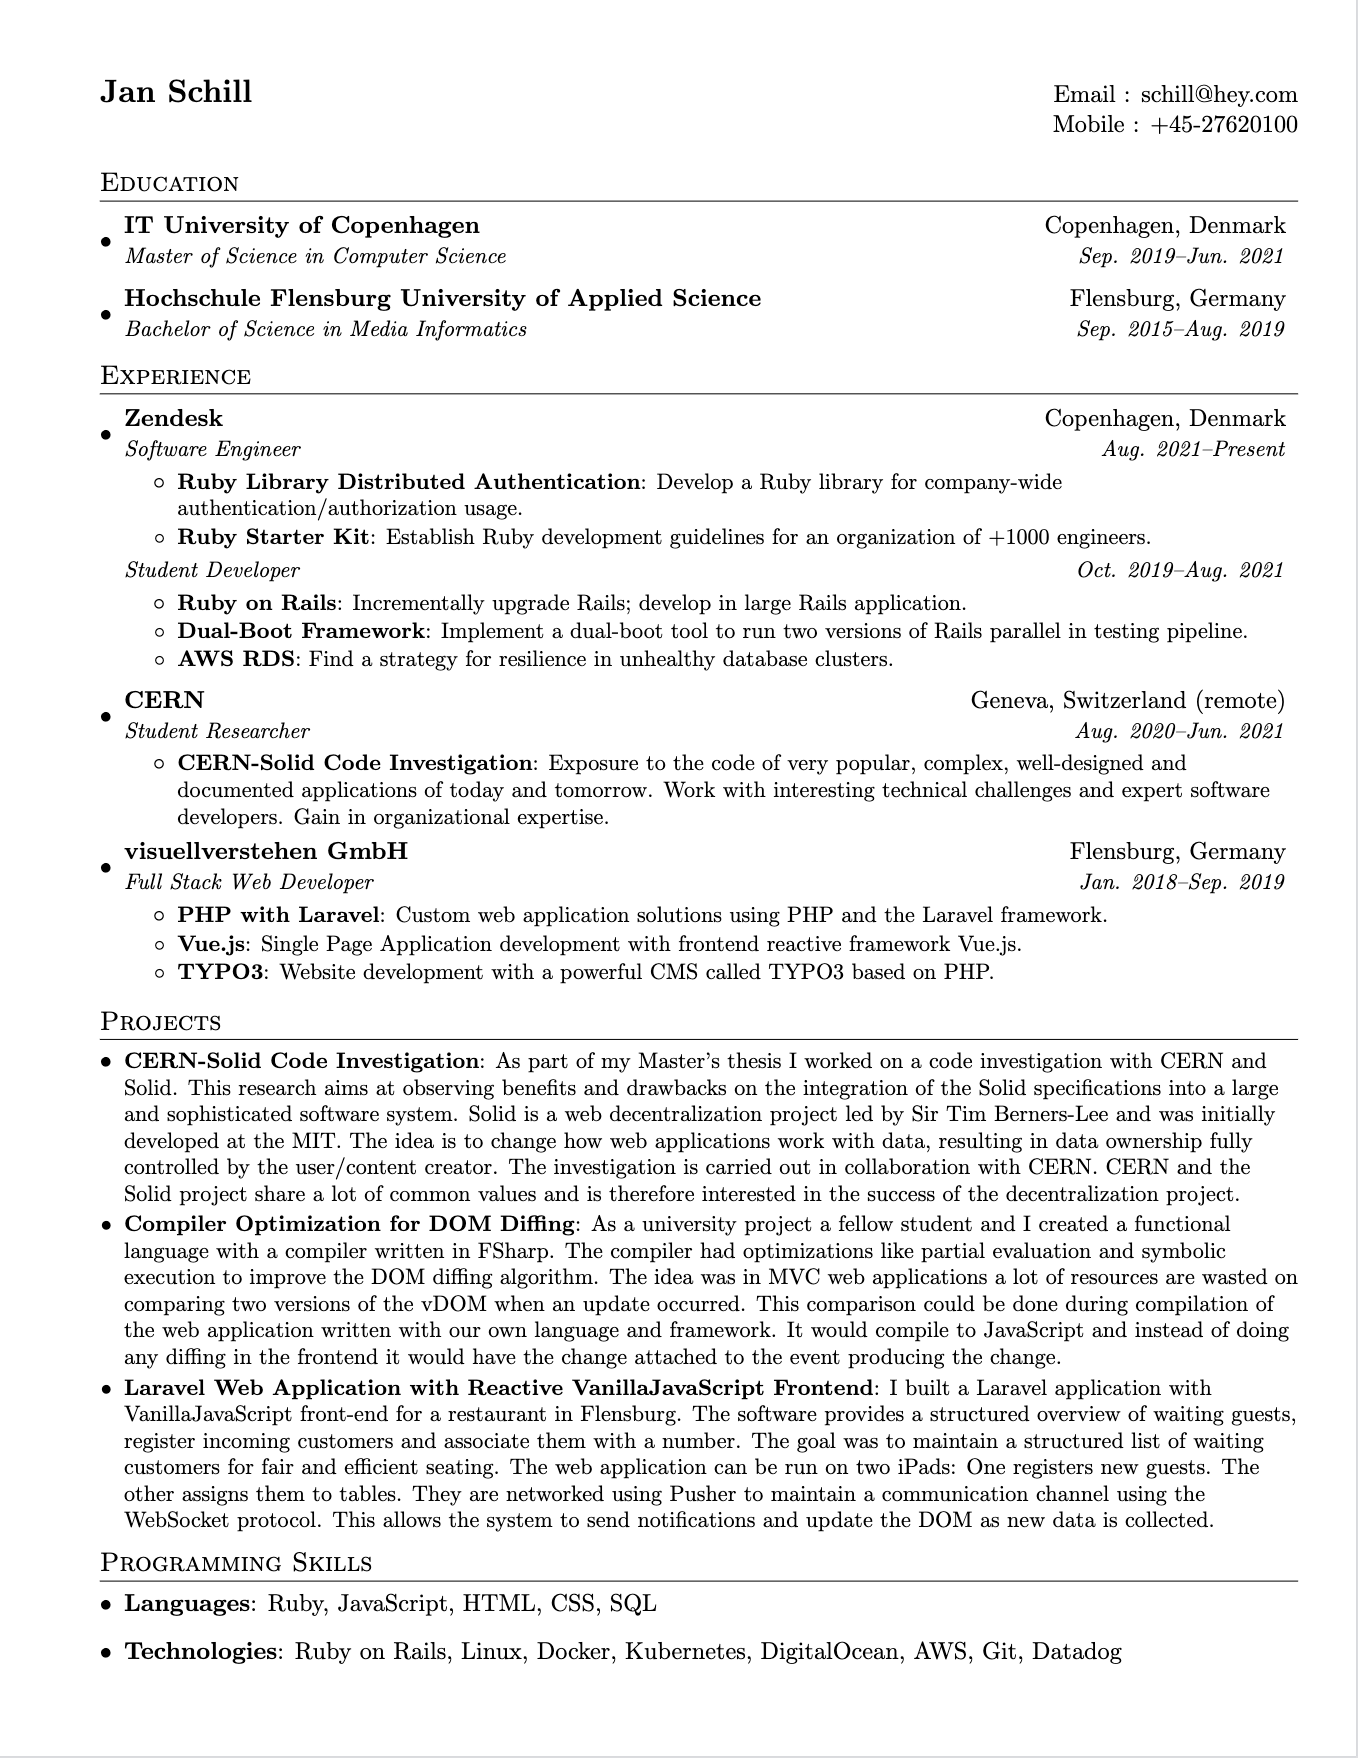 Jan Schill
Email : schill@hey.com
Mobile : +45-27620100
Education
• IT University of Copenhagen Copenhagen, Denmark
Master of Science in Computer Science Sep. 2019–Jun. 2021
• Hochschule Flensburg University of Applied Science Flensburg, Germany
Bachelor of Science in Media Informatics Sep. 2015–Aug. 2019
Experience
• Zendesk Copenhagen, Denmark
Software Engineer Aug. 2021–Present
◦ Ruby Library Distributed Authentication: Develop a Ruby library for company-wide
authentication/authorization usage.
◦ Ruby Starter Kit: Establish Ruby development guidelines for an organization of +1000 engineers.
Student Developer Oct. 2019–Aug. 2021
◦ Ruby on Rails: Incrementally upgrade Rails; develop in large Rails application.
◦ Dual-Boot Framework: Implement a dual-boot tool to run two versions of Rails parallel in testing pipeline.
◦ AWS RDS: Find a strategy for resilience in unhealthy database clusters.
• CERN Geneva, Switzerland (remote)
Student Researcher Aug. 2020–Jun. 2021
◦ CERN-Solid Code Investigation: Exposure to the code of very popular, complex, well-designed and
documented applications of today and tomorrow. Work with interesting technical challenges and expert software
developers. Gain in organizational expertise.
• visuellverstehen GmbH Flensburg, Germany
Full Stack Web Developer Jan. 2018–Sep. 2019
◦ PHP with Laravel: Custom web application solutions using PHP and the Laravel framework.
◦ Vue.js: Single Page Application development with frontend reactive framework Vue.js.
◦ TYPO3: Website development with a powerful CMS called TYPO3 based on PHP.
Projects
• CERN-Solid Code Investigation: As part of my Master's thesis I worked on a code investigation with CERN and
Solid. This research aims at observing benefits and drawbacks on the integration of the Solid specifications into a large
and sophisticated software system. Solid is a web decentralization project led by Sir Tim Berners-Lee and was initially
developed at the MIT. The idea is to change how web applications work with data, resulting in data ownership fully
controlled by the user/content creator. The investigation is carried out in collaboration with CERN. CERN and the
Solid project share a lot of common values and is therefore interested in the success of the decentralization project.
• Compiler Optimization for DOM Diffing: As a university project a fellow student and I created a functional
language with a compiler written in FSharp. The compiler had optimizations like partial evaluation and symbolic
execution to improve the DOM diffing algorithm. The idea was in MVC web applications a lot of resources are wasted on
comparing two versions of the vDOM when an update occurred. This comparison could be done during compilation of
the web application written with our own language and framework. It would compile to JavaScript and instead of doing
any diffing in the frontend it would have the change attached to the event producing the change.
• Laravel Web Application with Reactive VanillaJavaScript Frontend: I built a Laravel application with
VanillaJavaScript front-end for a restaurant in Flensburg. The software provides a structured overview of waiting guests,
register incoming customers and associate them with a number. The goal was to maintain a structured list of waiting
customers for fair and efficient seating. The web application can be run on two iPads: One registers new guests. The
other assigns them to tables. They are networked using Pusher to maintain a communication channel using the
WebSocket protocol. This allows the system to send notifications and update the DOM as new data is collected.
Programming Skills
• Languages: Ruby, JavaScript, HTML, CSS, SQL
• Technologies: Ruby on Rails, Linux, Docker, Kubernetes, DigitalOcean, AWS, Git, Datadog